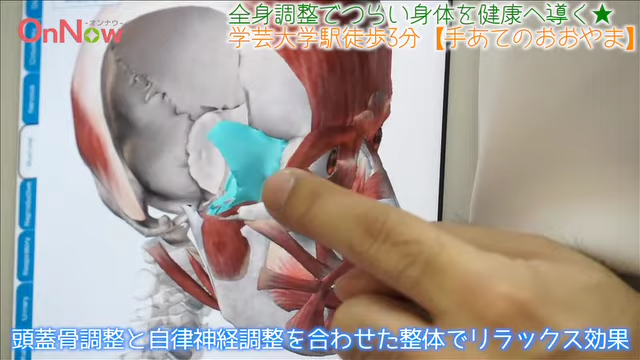 -オンナウ-
OnNow
全身調整でつらい身体を健康へ導く★
学芸大学駅徒歩3分【手あてのおおやま】
頭蓋骨調整と自律神経調整を合わせた整体でリラックス効果